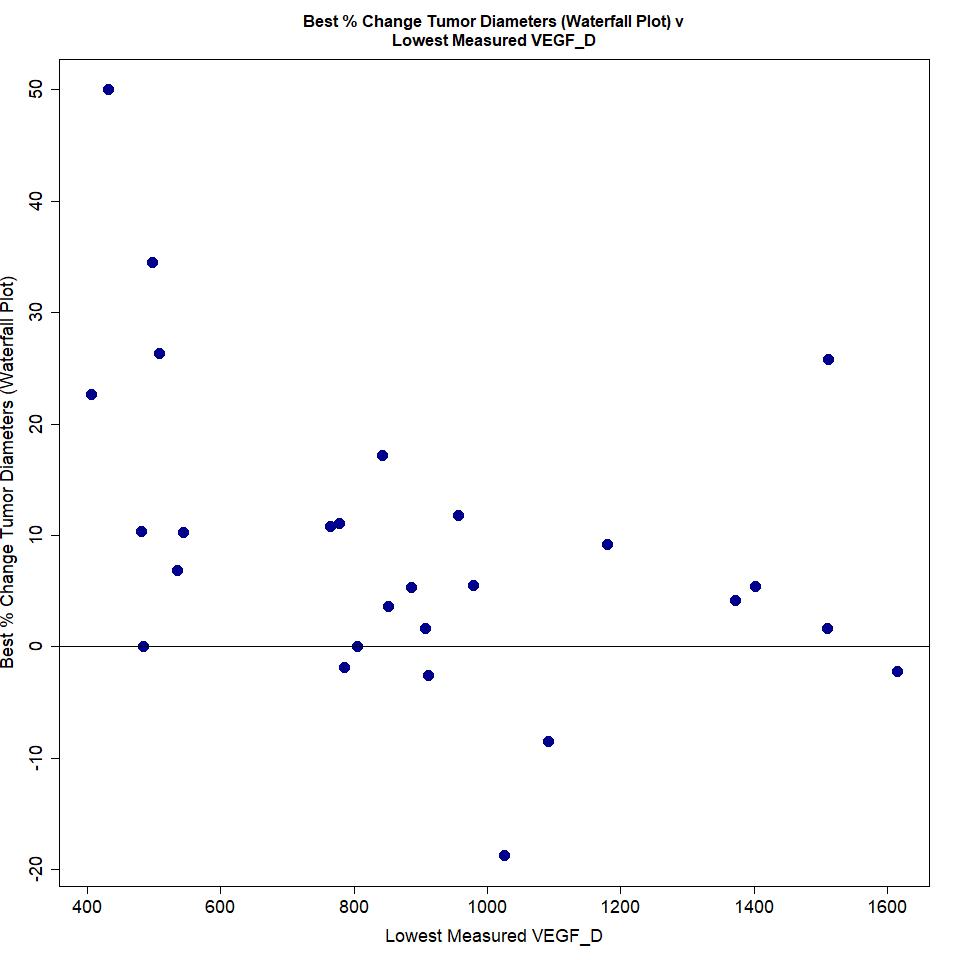 Best % Change Tumor Diameters (Waterfall Plot) v
Lowest Measured VEGF_D
Best % Change Tumor Diameters (Waterfall Plot)
50
40
30
20
10
0
-10
-20
400 600 800 1000 1200 1400 1600
Lowest Measured VEGF_D